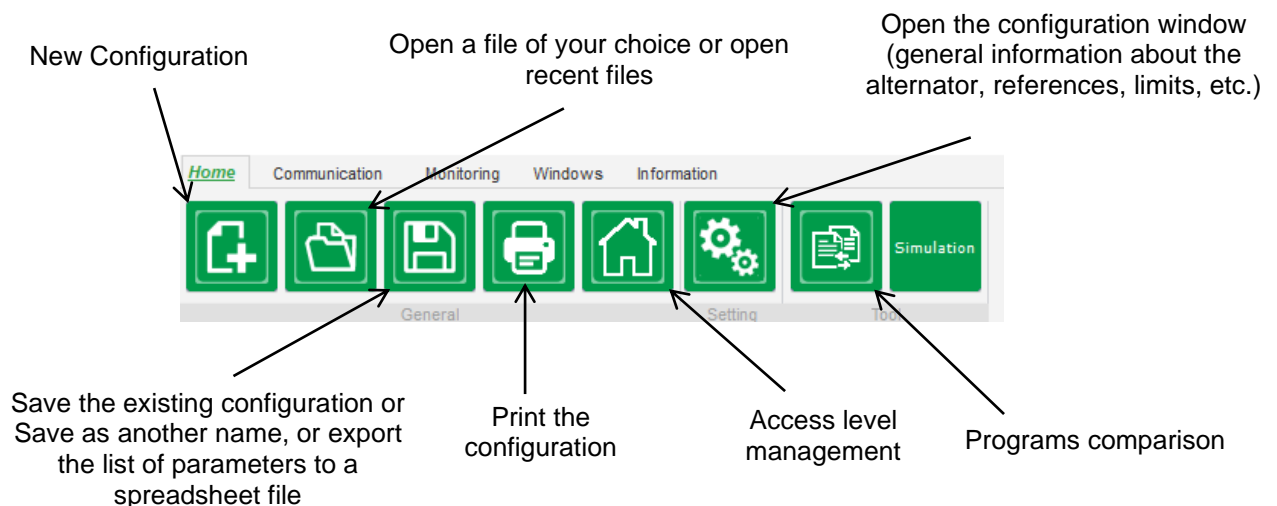 New Configuration
Open a file of your choice or open
recent files
Open the configuration window
(general information about the
alternator, references, limits, etc.)
Home Communication Monitoring Windows Information
Simulation
General Setting Tool
Save the existing configuration or
Save as another name, or export
the list of parameters to a
spreadsheet file
Print the
configuration
Access level
management
Programs comparison